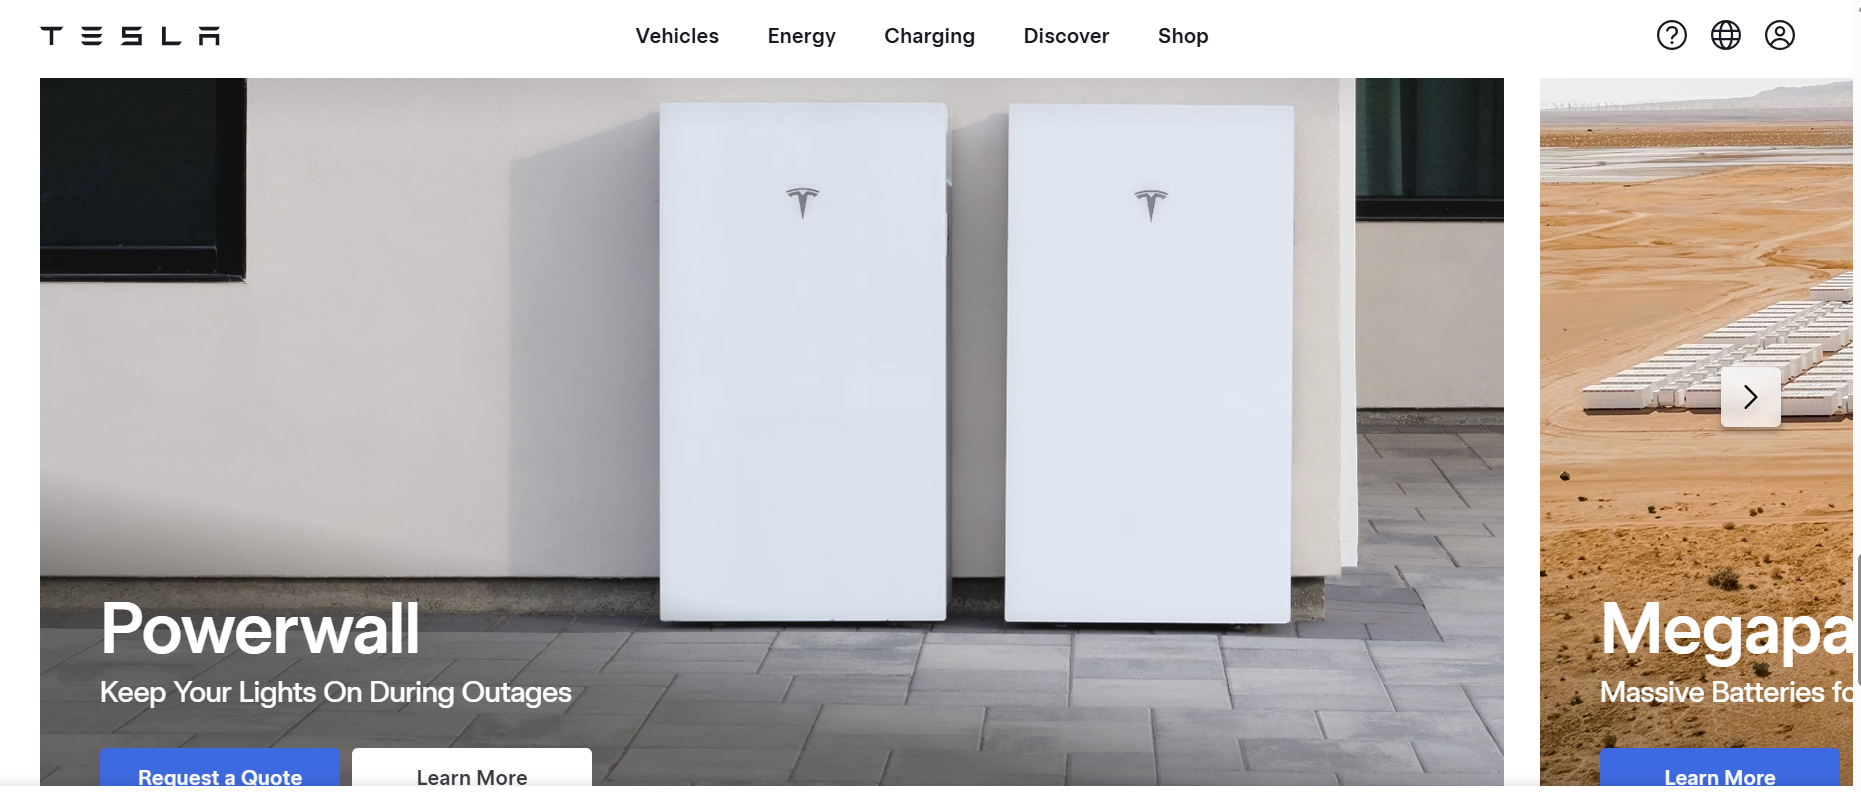 TESLA
Vehicles
Energy
Charging
Discover
Shop
Powerwall
Keep Your Lights On During Outages
Request a Quote
Learn More
Megapa
Massive Batteries fo
Learn More